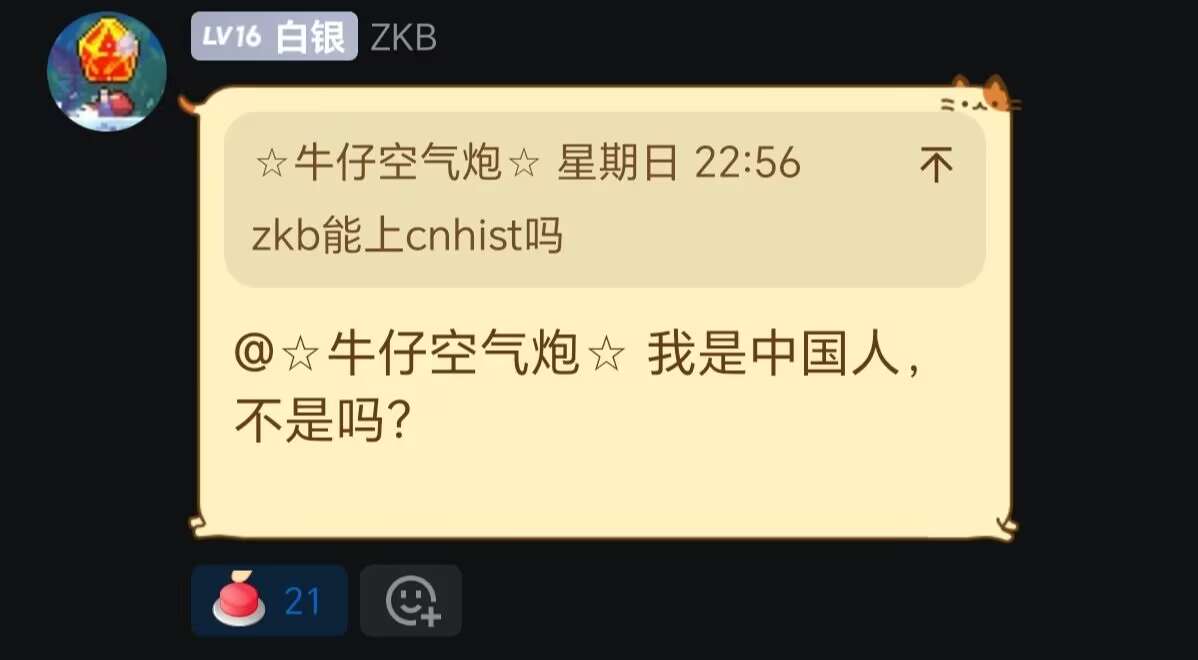 LV16 白银 ZKB
☆牛仔空气炮☆ 星期日 22:56
zkb能上cnhist吗
@☆牛仔空气炮☆ 我是中国人，
不是吗？
21